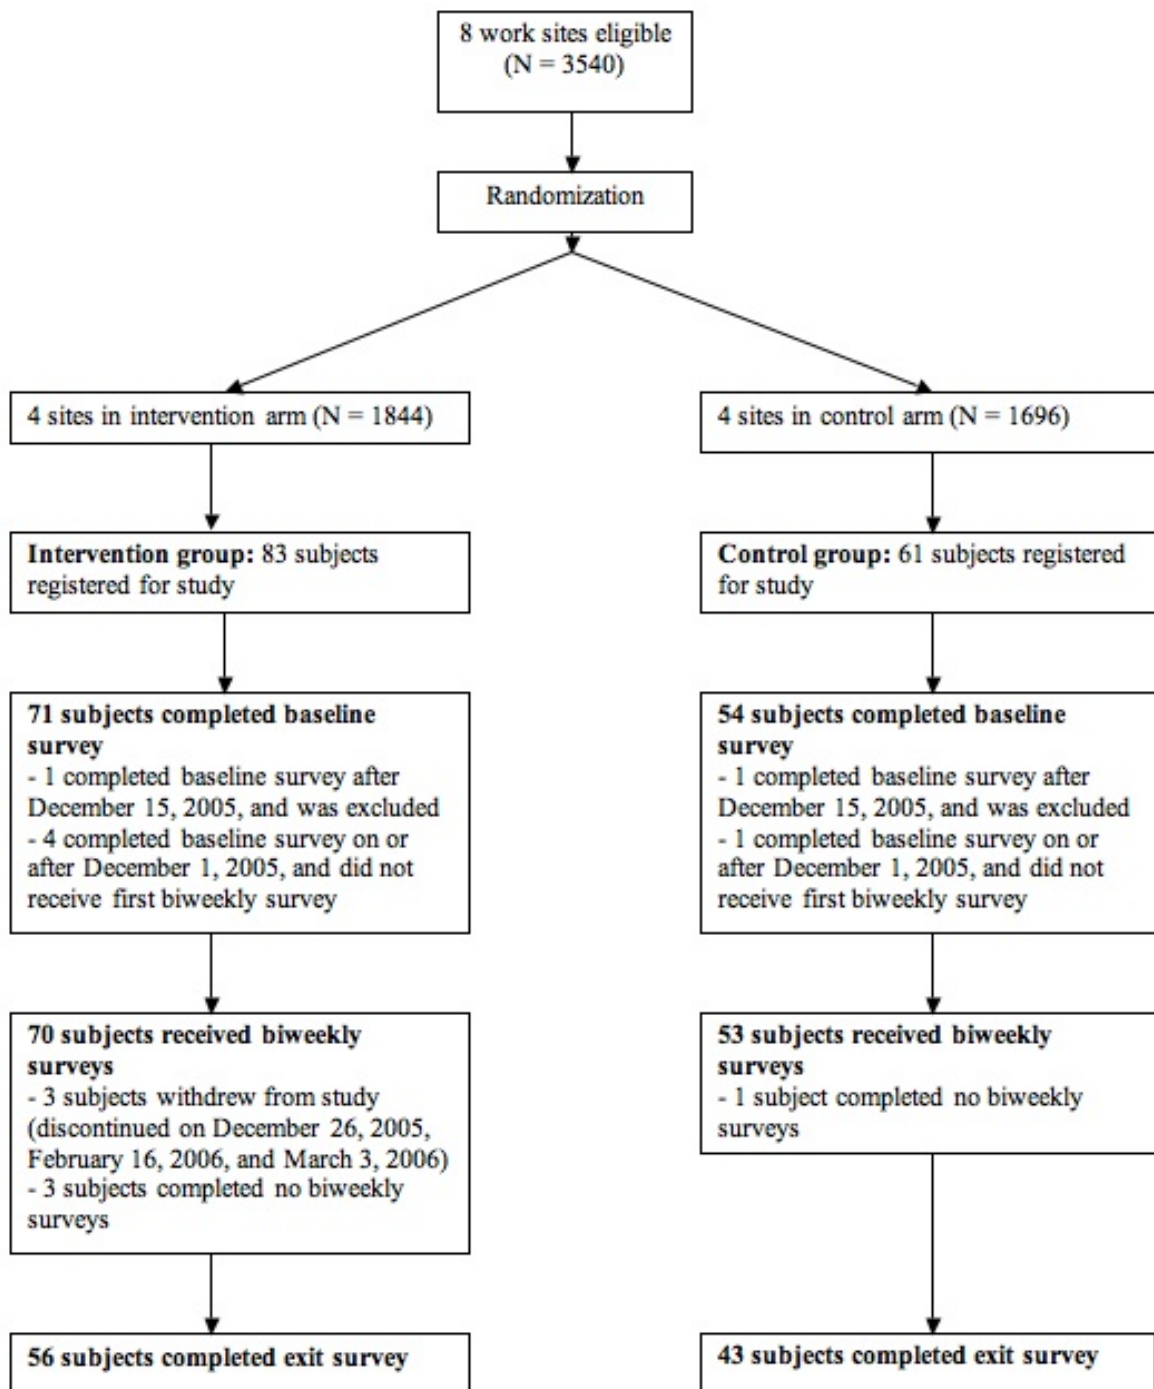 8 work sites eligible
(N = 3540)
Randomization
4 sites in intervention arm (N = 1844)
4 sites in control arm (N = 1696)
Intervention group: 83 subjects
registered for study
Control group: 61 subjects registered
for study
71 subjects completed baseline
survey
- 1 completed baseline survey after
December 15, 2005, and was excluded
- 4 completed baseline survey on or
after December 1, 2005, and did not
receive first biweekly survey
54 subjects completed baseline
survey
- 1 completed baseline survey after
December 15, 2005, and was excluded
- 1 completed baseline survey on or
after December 1, 2005, and did not
receive first biweekly survey
70 subjects received biweekly
surveys
- 3 subjects withdrew from study
(discontinued on December 26, 2005,
February 16, 2006, and March 3, 2006)
- 3 subjects completed no biweekly
surveys
53 subjects received biweekly
surveys
- 1 subject completed no biweekly
surveys
56 subjects completed exit survey
43 subjects completed exit survey